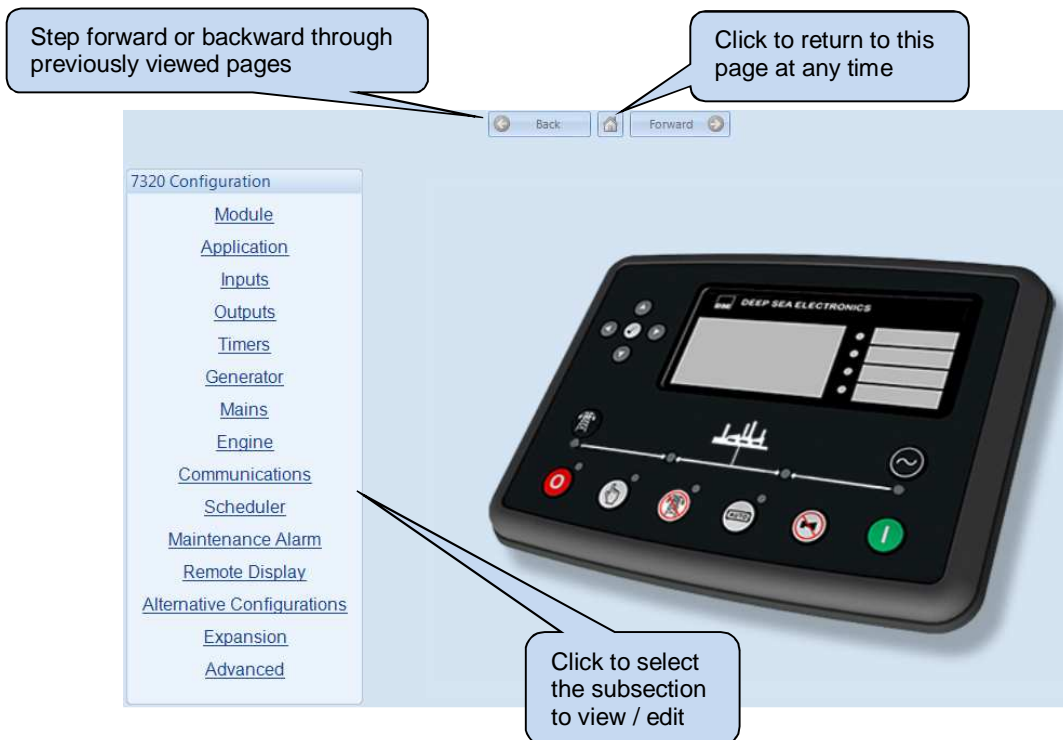 Step forward or backward through
previously viewed pages
Click to return to this
page at any time
Back
Forward
7320 Configuration
Module
Application
Inputs
Outputs
Timers
Generator
Mains
Engine
Communications
Scheduler
Maintenance Alarm
Remote Display
Alternative Configurations
Expansion
Advanced
DSE DEEP SEA ELECTRONICS
O
AUTO
I
Click to select
the subsection
to view / edit